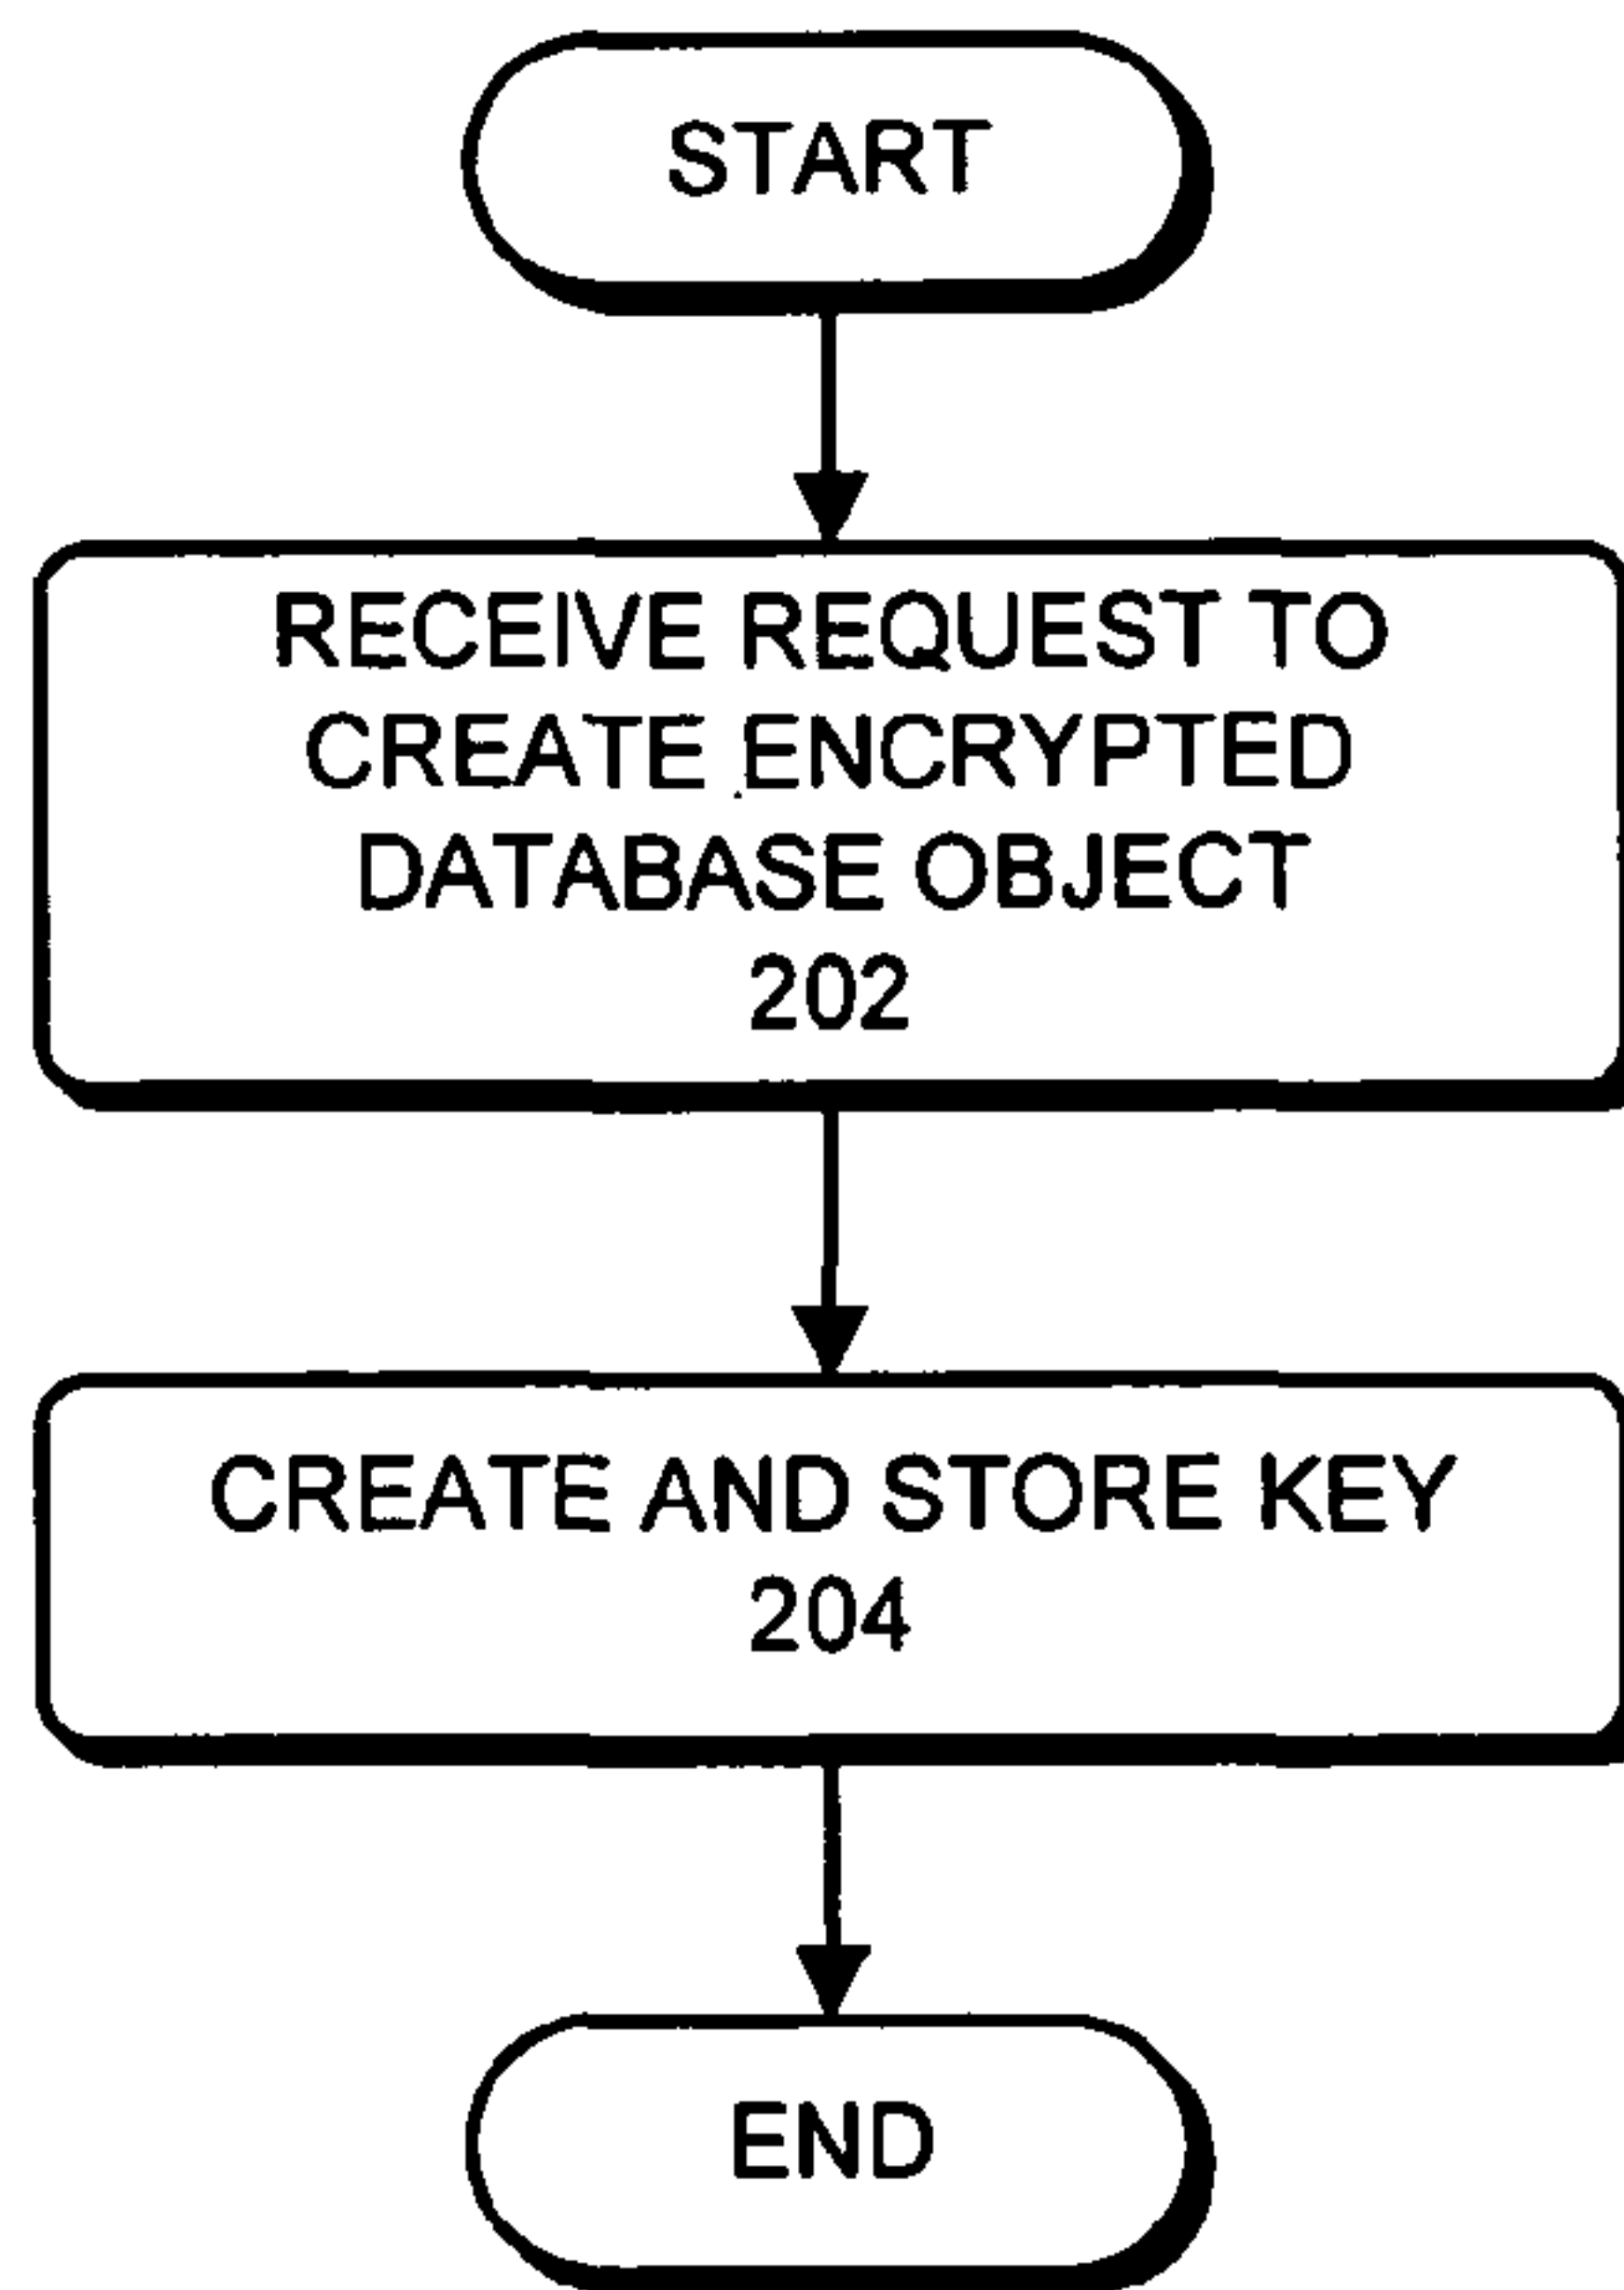 START
RECEIVE REQUEST TO
CREATE ENCRYPTED
DATABASE OBJECT
202
CREATE AND STORE KEY
204
END